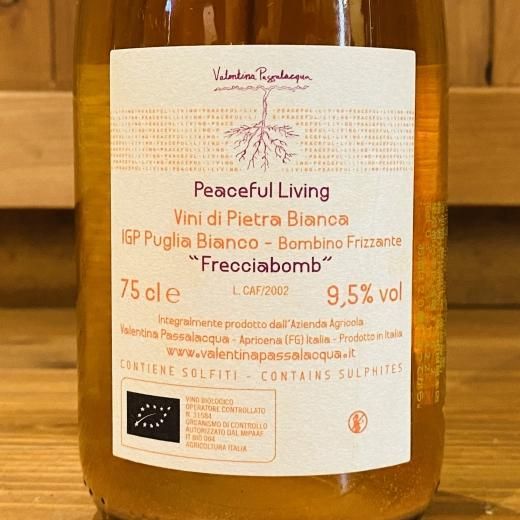 Valentina Passalacqua
Peaceful Living
Vini di Pietra Bianca
IGP Puglia Bianco - Bombino Frizzante
"Frecciabomb"
75 cl e
L. CAF/2002
9,5% vol
Integralmente prodotto dall'Azienda Agricola
Valentina Passalacqua - Apricena (FG) Italia - Prodotto in Italia
www.valentinapassalacqua.it
CONTIENE SOLFITI - CONTAINS SULPHITES
VINO BIOLOGICO
OPERATORE CONTROLLATO
N. 31584
ORGANISMO DI CONTROLLO
AUTORIZZATO DAL MIPAAF
IT BIO 004
AGRICOLTURA ITALIA